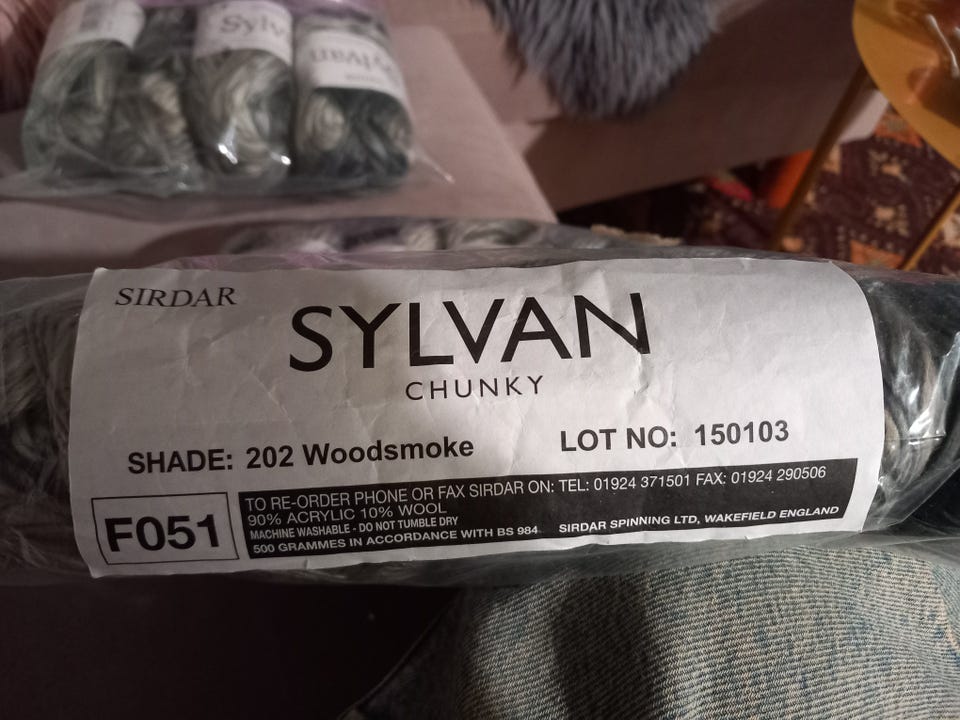 Sylvan
SIRDAR
SYLVAN
CHUNKY
SHADE: 202 Woodsmoke
LOT NO: 150103
F051
TO RE-ORDER PHONE OR FAX SIRDAR ON: TEL: 01924 371501 FAX: 01924 290506
90% ACRYLIC 10% WOOL
MACHINE WASHABLE - DO NOT TUMBLE DRY
500 GRAMMES IN ACCORDANCE WITH BS 984
SIRDAR SPINNING LTD, WAKEFIELD ENGLAND